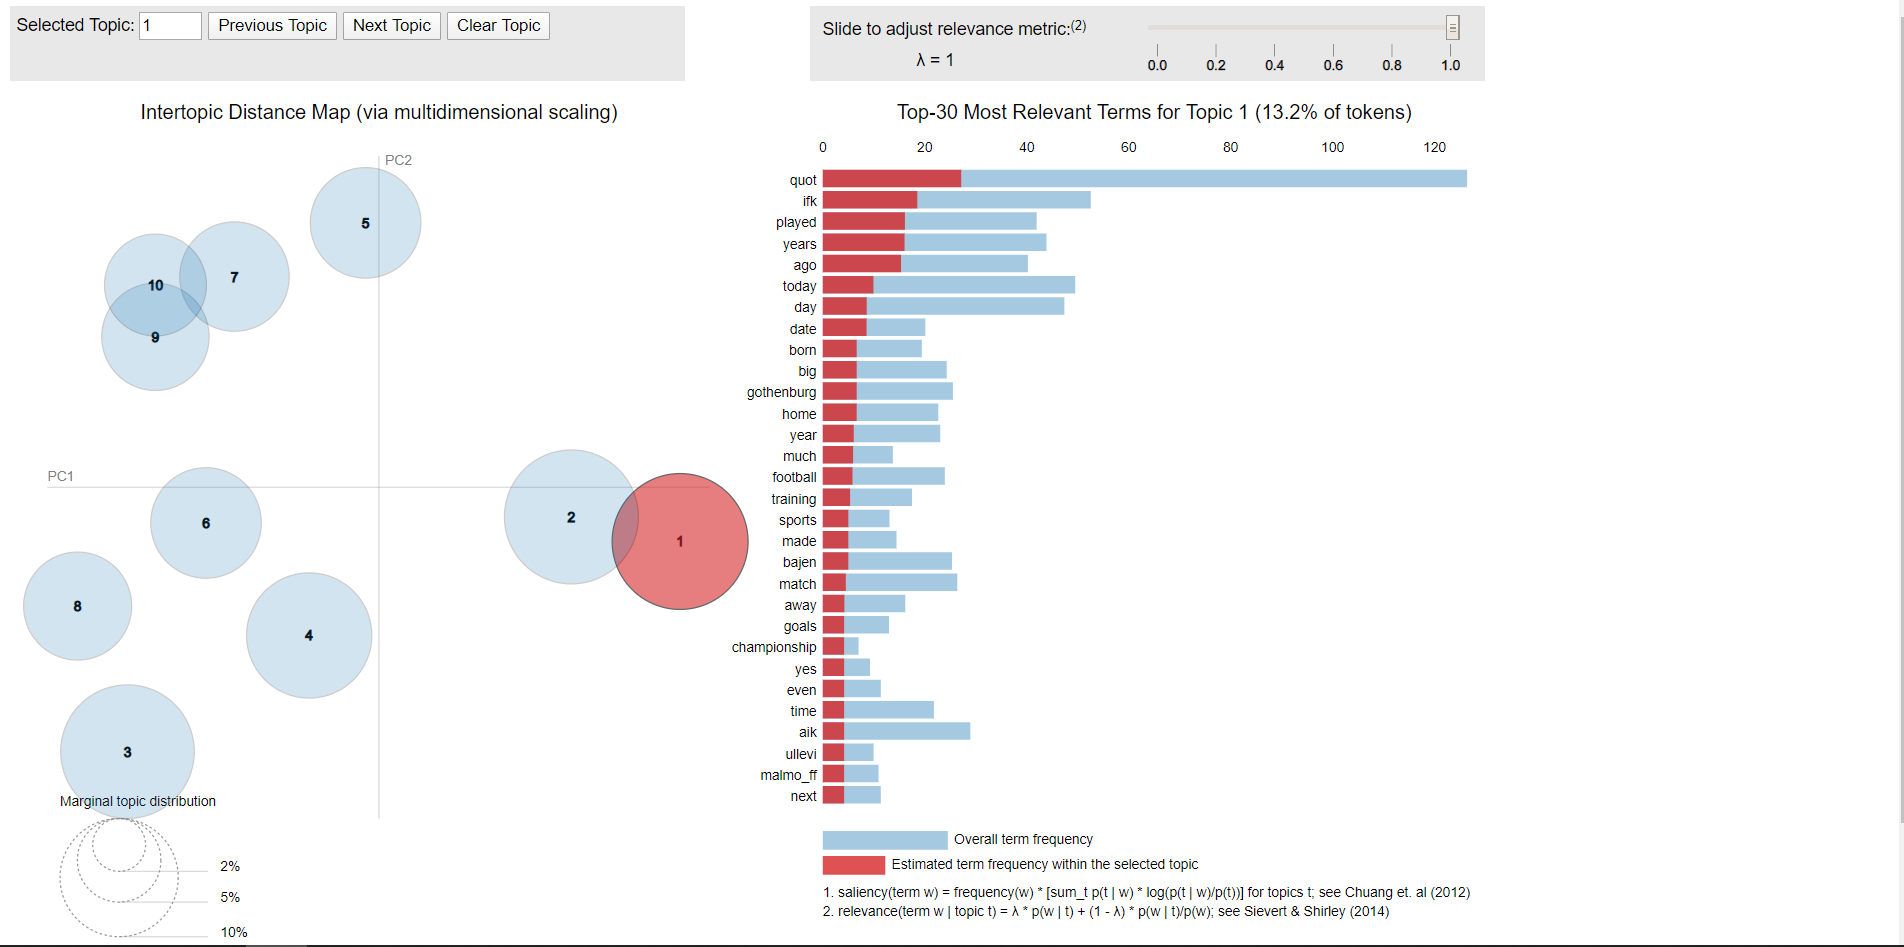 Selected Topic: 1 Previous Topic Next Topic Clear Topic
Slide to adjust relevance metric:(2)
λ = 1
0.0 0.2 0.4 0.6 0.8 1.0
Intertopic Distance Map (via multidimensional scaling)
PC2
5
7
10
9
PC1
2
1
6
8
4
3
Marginal topic distribution
2%
5%
10%
Top-30 Most Relevant Terms for Topic 1 (13.2% of tokens)
0 20 40 60 80 100 120
quot
ifk
played
years
ago
today
day
date
born
big
gothenburg
home
year
much
football
training
sports
made
bajen
match
away
goals
championship
yes
even
time
aik
ullevi
malmo_ff
next
Overall term frequency
Estimated term frequency within the selected topic
1. saliency(term w) = frequency(w) * [sum_t p(t | w) * log(p(t | w)/p(t))] for topics t; see Chuang et. al (2012)
2. relevance(term w | topic t) = λ * p(w | t) + (1 - λ) * p(w | t)/p(w); see Sievert & Shirley (2014)